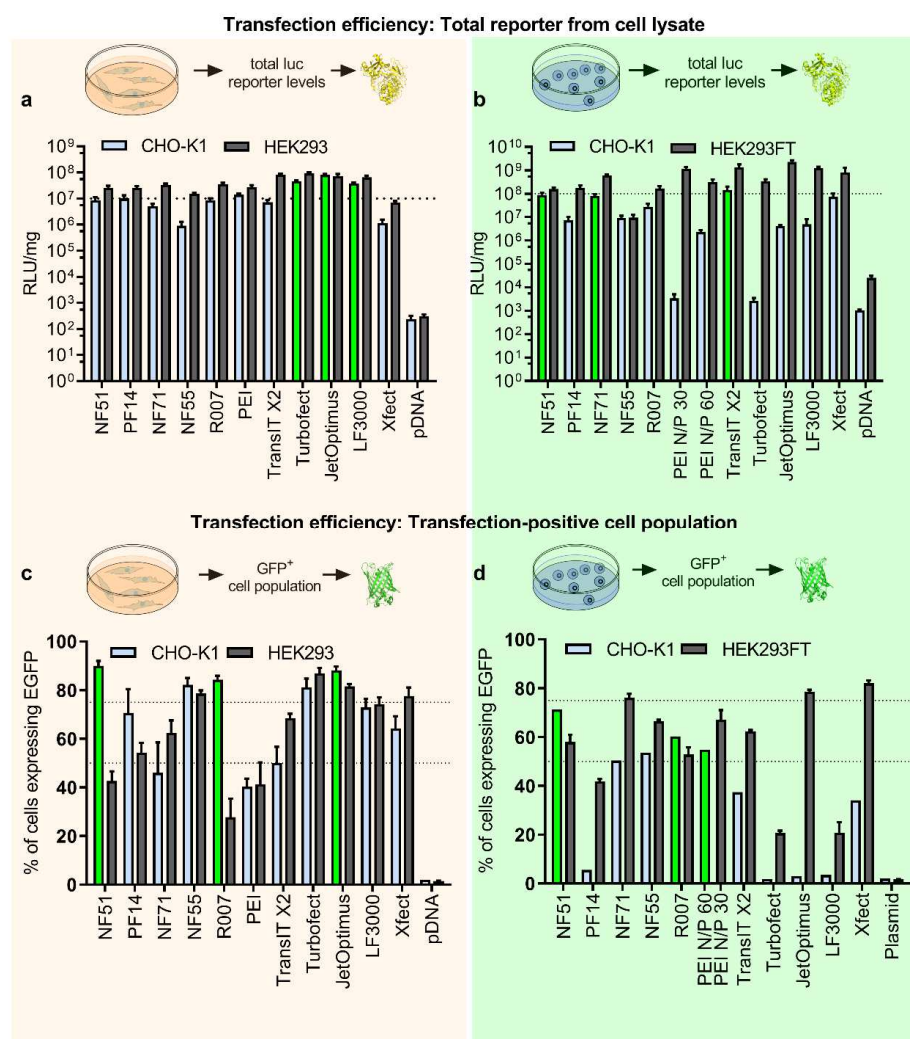 Transfection efficiency: Total reporter from cell lysate
a
total luc
reporter levels
CHO-K1
HEK293
RLU/mg
10⁹
10⁸
10⁷
10⁶
10⁵
10⁴
10³
10²
10¹
10⁰
NF51
PF14
NF71
NF55
R007
PEI
TransIT X2
Turbofect
JetOptimus
LF3000
Xfect
pDNA
b
total luc
reporter levels
CHO-K1
HEK293FT
RLU/mg
10¹⁰
10⁹
10⁸
10⁷
10⁶
10⁵
10⁴
10³
10²
10¹
10⁰
NF51
PF14
NF71
NF55
R007
PEI N/P 30
PEI N/P 60
TransIT X2
Turbofect
JetOptimus
LF3000
Xfect
pDNA
Transfection efficiency: Transfection-positive cell population
c
GFP⁺
cell population
CHO-K1
HEK293
% of cells expressing EGFP
100
80
60
40
20
0
NF51
PF14
NF71
NF55
R007
PEI
TransIT X2
Turbofect
JetOptimus
LF3000
Xfect
pDNA
d
GFP⁺
cell population
CHO-K1
HEK293FT
% of cells expressing EGFP
100
80
60
40
20
0
NF51
PF14
NF71
NF55
R007
PEI N/P 60
PEI N/P 30
TransIT X2
Turbofect
JetOptimus
LF3000
Xfect
Plasmid